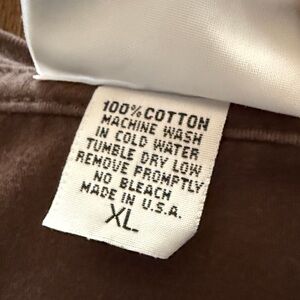 100% COTTON
MACHINE WASH
IN COLD WATER
TUMBLE DRY LOW
REMOVE PROMPTLY
NO BLEACH
MADE IN U.S.A.
XL